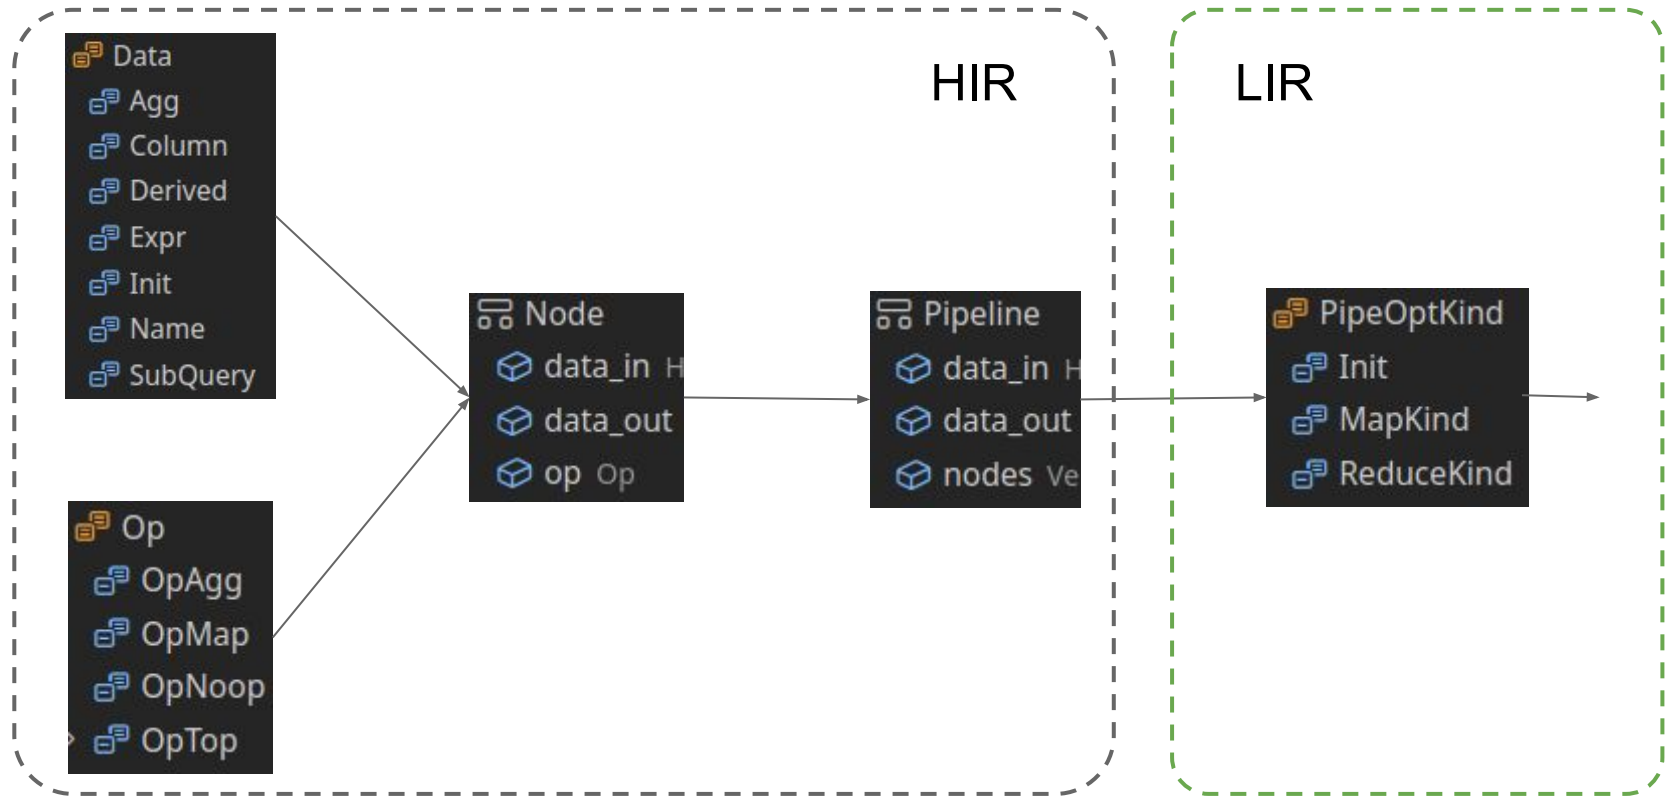 Data
Agg
Column
Derived
Expr
Init
Name
SubQuery
Op
OpAgg
OpMap
OpNoop
OpTop
HIR
Node
data_in H
data_out
op Op
Pipeline
data_in H
data_out
nodes Ve
LIR
PipeOptKind
Init
MapKind
ReduceKind